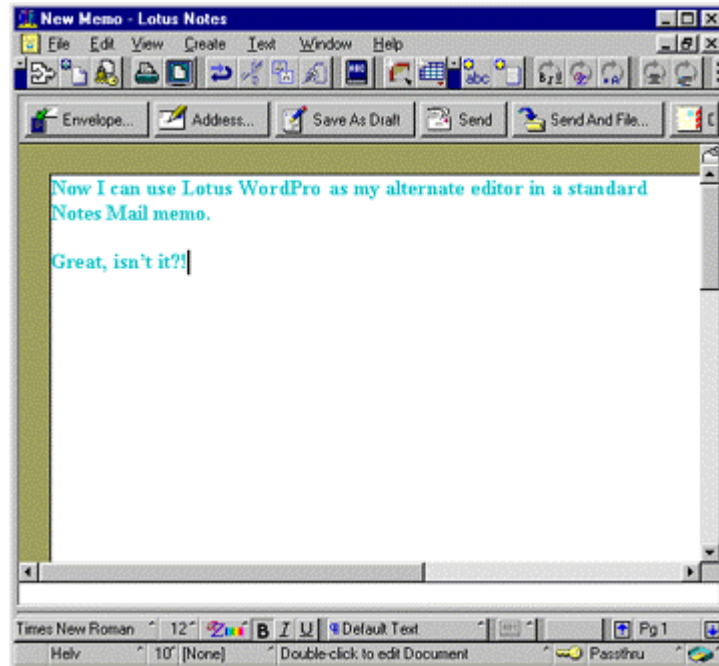 New Memo - Lotus Notes
File Edit View Create Text Window Help
Envelope... Address... Save As Draft Send Send And File...
Now I can use Lotus WordPro as my alternate editor in a standard
Notes Mail memo.
Great, isn't it?!
Times New Roman 12 B I U Default Text Pg 1
Helv 10 [None] Double-click to edit Document Passthru